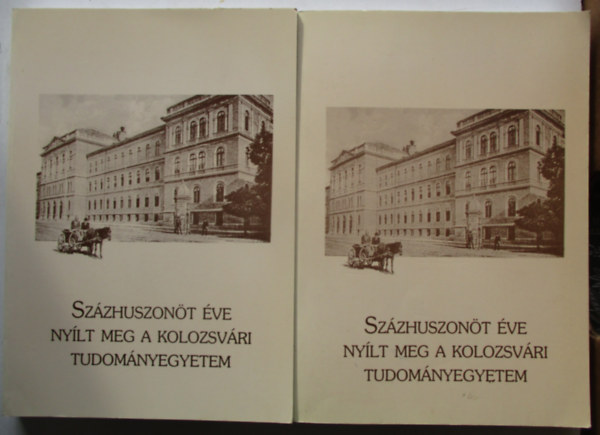 SZÁZHUSZONÖT ÉVE
NYÍLT MEG A KOLOZSVÁRI
TUDOMÁNYEGYETEM
SZÁZHUSZONÖT ÉVE
NYÍLT MEG A KOLOZSVÁRI
TUDOMÁNYEGYETEM